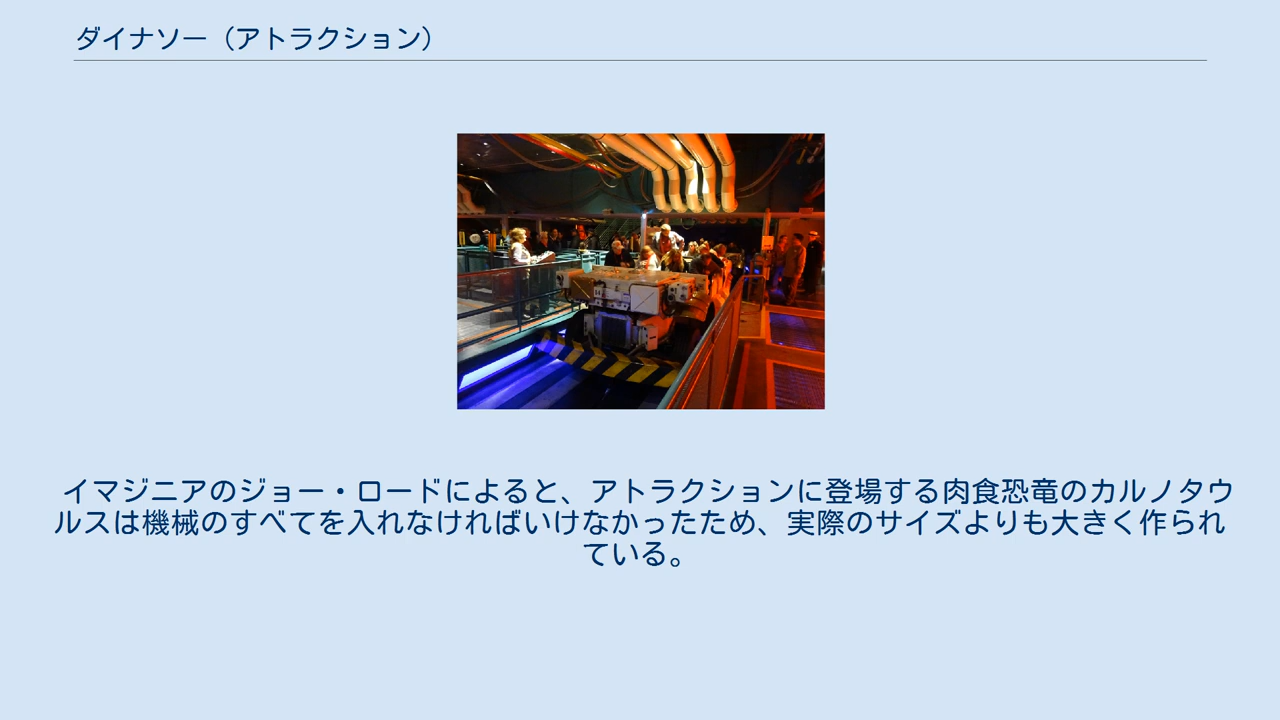 ダイナソー（アトラクション）
イマジニアのジョー・ロードによると、アトラクションに登場する肉食恐竜のカルノタウ
ルスは機械のすべてを入れなければいけなかったため、実際のサイズよりも大きく作られ
ている。